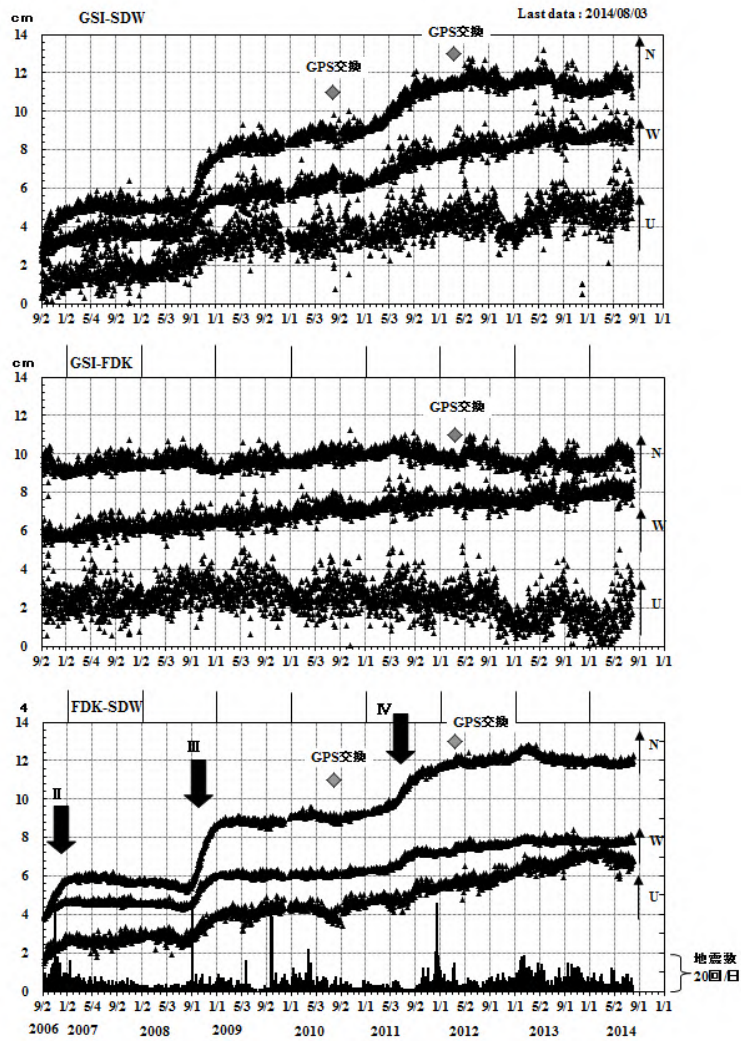 cm
GSI-SDW
Last data : 2014/08/03
14
12
10
8
6
4
2
0
GPS交換
GPS交換
N
W
U
9/2 1/2 5/4 9/2 1/2 5/2 9/1 1/1 5/3 9/2 1/1 5/3 9/2 1/1 5/3 9/1 1/1 5/2 9/1 1/1 5/2 9/1 1/1 5/2 9/1 1/1
cm
GSI-FDK
14
12
10
8
6
4
2
0
GPS交換
N
W
U
9/2 1/2 5/4 9/2 1/2 5/2 9/1 1/1 5/3 9/2 1/1 5/3 9/2 1/1 5/3 9/1 1/1 5/2 9/1 1/1 5/2 9/1 1/1 5/2 9/1 1/1
4
FDK-SDW
14
12
10
8
6
4
2
0
II
III
IV
GPS交換
GPS交換
N
W
U
地震数
20回/日
9/2 1/2 5/4 9/2 1/2 5/2 9/1 1/1 5/3 9/2 1/1 5/3 9/2 1/1 5/3 9/1 1/1 5/2 9/1 1/1 5/2 9/1 1/1 5/2 9/1 1/1
2006 2007 2008 2009 2010 2011 2012 2013 2014